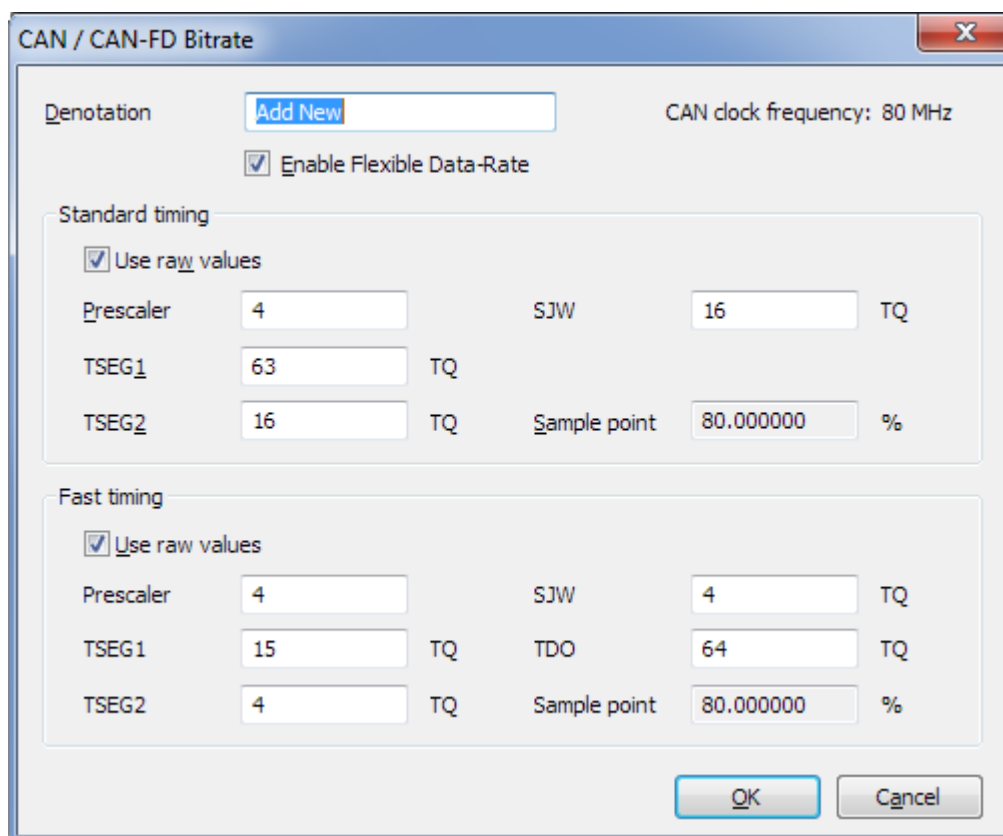 CAN / CAN-FD Bitrate
Denotation Add New CAN clock frequency: 80 MHz
Enable Flexible Data-Rate
Standard timing
Use raw values
Prescaler 4 SJW 16 TQ
TSEG1 63 TQ
TSEG2 16 TQ Sample point 80.000000 %
Fast timing
Use raw values
Prescaler 4 SJW 4 TQ
TSEG1 15 TQ TDO 64 TQ
TSEG2 4 TQ Sample point 80.000000 %
OK Cancel